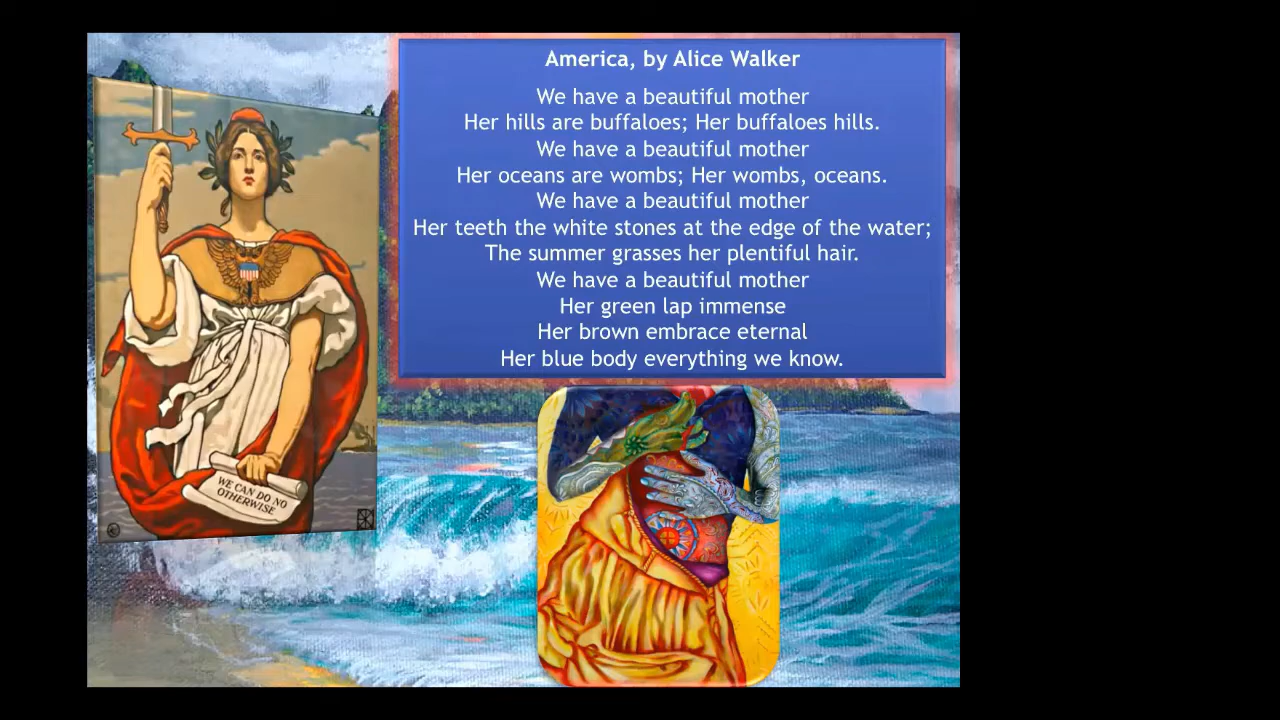 America, by Alice Walker
We have a beautiful mother
Her hills are buffaloes; Her buffaloes hills.
We have a beautiful mother
Her oceans are wombs; Her wombs, oceans.
We have a beautiful mother
Her teeth the white stones at the edge of the water;
The summer grasses her plentiful hair.
We have a beautiful mother
Her green lap immense
Her brown embrace eternal
Her blue body everything we know.
WE CAN DO NO
OTHERWISE